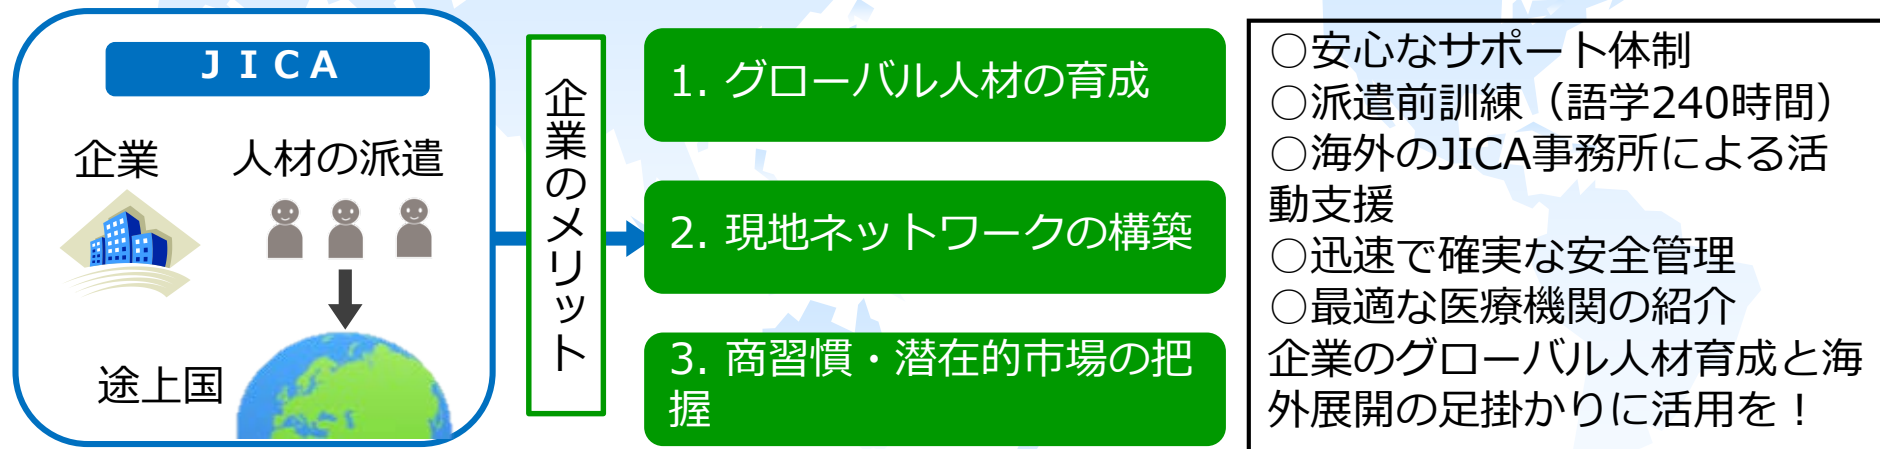 ＪＩＣＡ
企業
人材の派遣
途上国
企業のメリット
1. グローバル人材の育成
2. 現地ネットワークの構築
3. 商習慣・潜在的市場の把
握
○安心なサポート体制
○派遣前訓練（語学240時間）
○海外のJICA事務所による活
動支援
○迅速で確実な安全管理
○最適な医療機関の紹介
企業のグローバル人材育成と海
外展開の足掛かりに活用を！